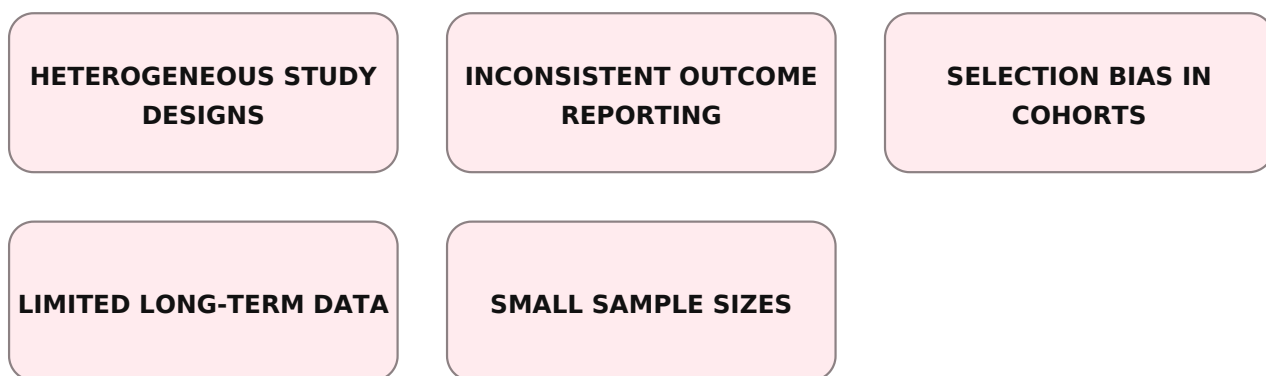 HETEROGENEOUS STUDY
DESIGNS
INCONSISTENT OUTCOME
REPORTING
SELECTION BIAS IN
COHORTS
LIMITED LONG-TERM DATA
SMALL SAMPLE SIZES